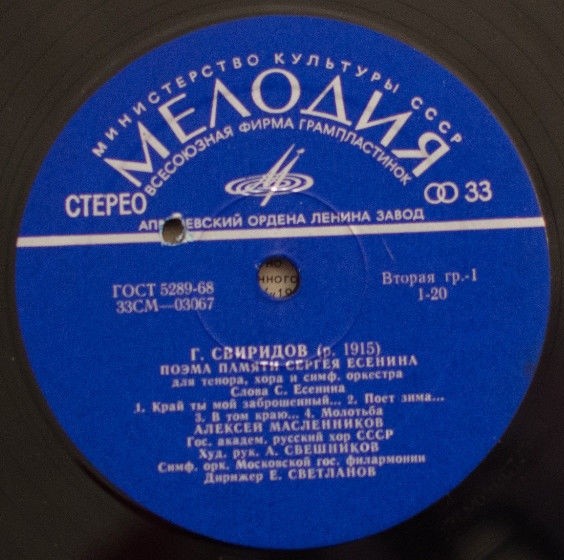 МИНИСТЕРСТВО КУЛЬТУРЫ СССР
МЕЛОДИЯ
ВСЕСОЮЗНАЯ ФИРМА ГРАМПЛАСТИНОК
СТЕРЕО
33
ОРДЕНА ЛЕНИНА ЗАВОД
ГОСТ 5289-68
33СМ—03067
Вторая гр.-1
1-20
Г. СВИРИДОВ (р. 1915)
ПОЭМА ПАМЯТИ СЕРГЕЯ ЕСЕНИНА
для тенора, хора и симф. оркестра
Слова С. Есенина
1. Край ты мой заброшенный... 2. Поет зима...
3. В том краю... 4. Молотьба
АЛЕКСЕЙ МАСЛЕННИКОВ
Гос. академ. русский хор СССР
Худ. рук. А. СВЕШНИКОВ
Симф. орк. Московской гос. филармонии
Дирижер Е. СВЕТЛАНОВ